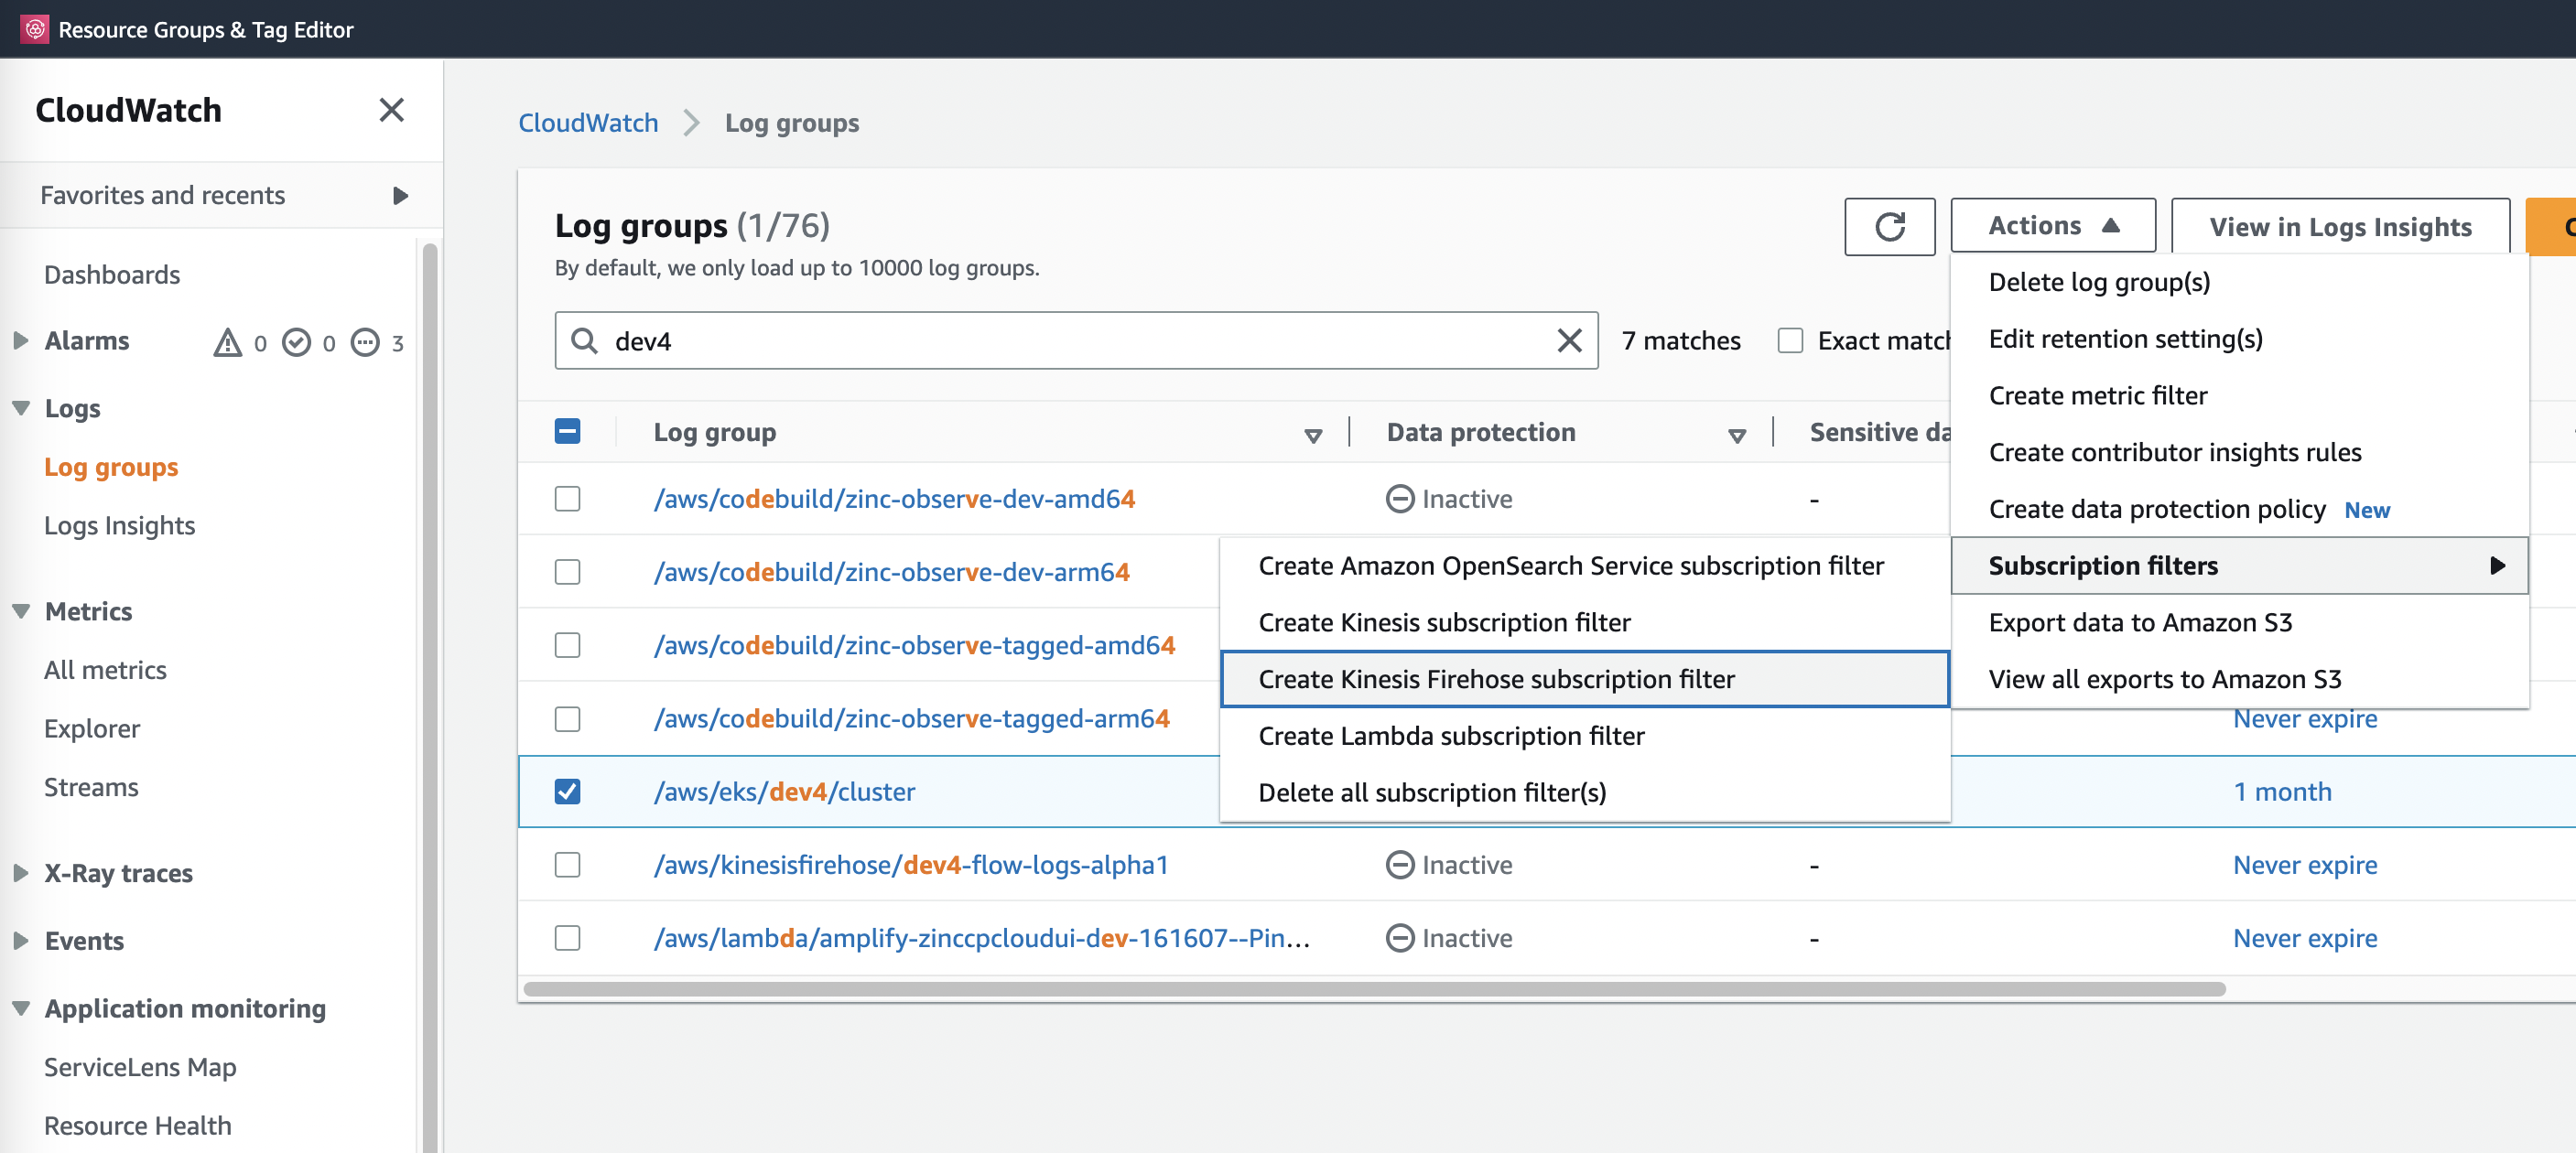 Resource Groups & Tag Editor
CloudWatch
Favorites and recents
Dashboards
Alarms 0 0 3
Logs
Log groups
Logs Insights
Metrics
All metrics
Explorer
Streams
X-Ray traces
Events
Application monitoring
ServiceLens Map
Resource Health
CloudWatch > Log groups
Log groups (1/76)
By default, we only load up to 10000 log groups.
Actions
View in Logs Insights
dev4
7 matches
Exact match
Log group
Data protection
Sensitive da
/aws/codebuild/zinc-observe-dev-amd64 Inactive -
/aws/codebuild/zinc-observe-dev-arm64
/aws/codebuild/zinc-observe-tagged-amd64
/aws/codebuild/zinc-observe-tagged-arm64 Never expire
/aws/eks/dev4/cluster 1 month
/aws/kinesisfirehose/dev4-flow-logs-alpha1 Inactive - Never expire
/aws/lambda/amplify-zinccpcloudui-dev-161607--Pin... Inactive - Never expire
Delete log group(s)
Edit retention setting(s)
Create metric filter
Create contributor insights rules
Create data protection policy New
Subscription filters
Export data to Amazon S3
View all exports to Amazon S3
Create Amazon OpenSearch Service subscription filter
Create Kinesis subscription filter
Create Kinesis Firehose subscription filter
Create Lambda subscription filter
Delete all subscription filter(s)